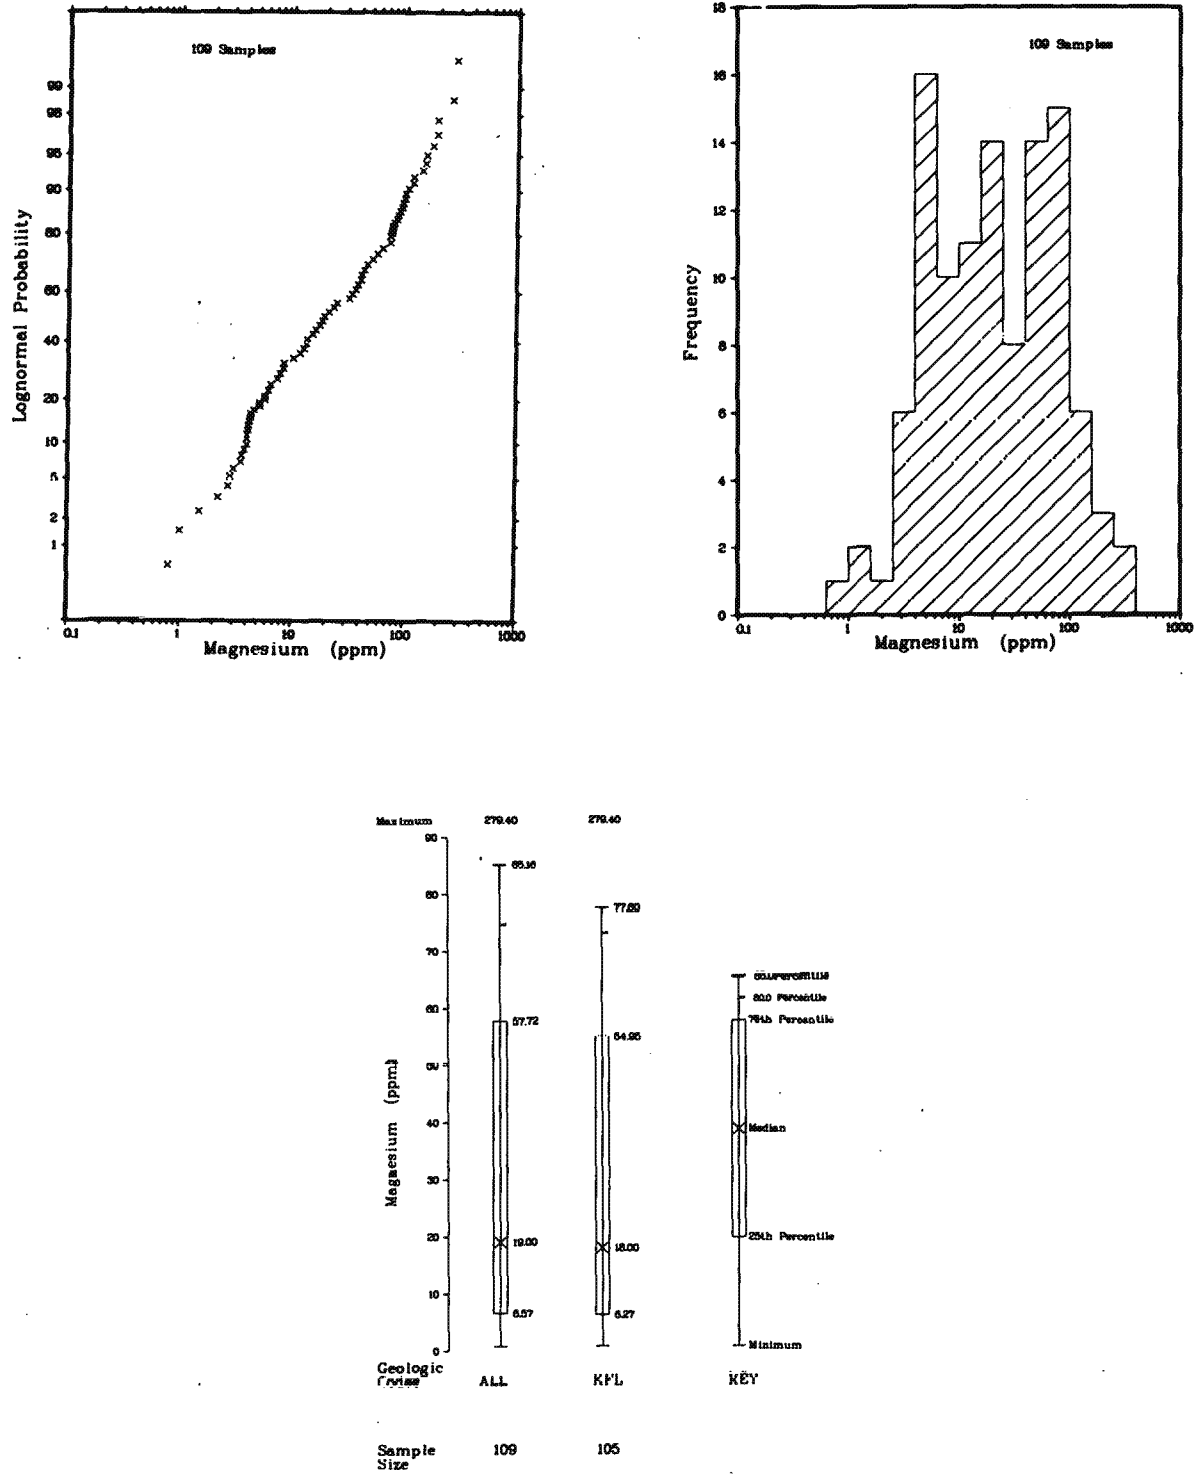 109 Samples
99
98
95
90
80
60
40
20
10
5
2
1
Lognormal Probability
0.1 1 10 100 1000
Magnesium (ppm)
18
109 Samples
16
14
12
10
8
6
4
2
0
Frequency
0.1 1 10 100 1000
Magnesium (ppm)
Maximum 279.40 279.40
90
85.16
80
77.89
70
60
57.72
54.95
50
40
30
20
19.00
18.00
10
6.57
6.27
0
Magnesium (ppm)
Percentile
80.0 Percentile
75th Percentile
Median
25th Percentile
Minimum
Geologic
ALL KFL KEY
Sample 109 105
Size